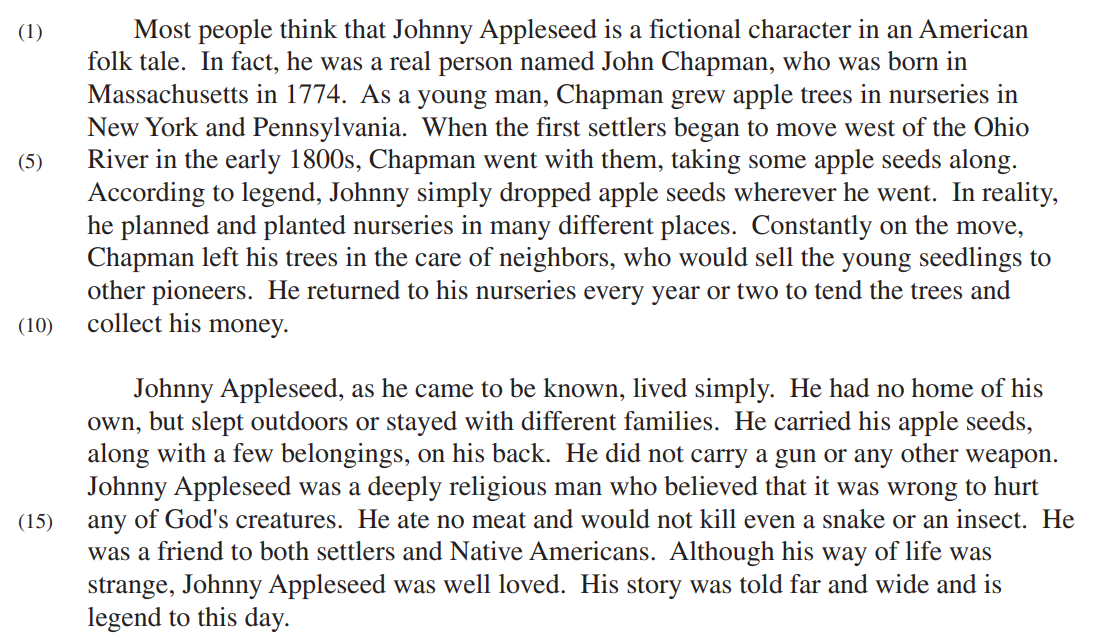 (1) Most people think that Johnny Appleseed is a fictional character in an American
folk tale. In fact, he was a real person named John Chapman, who was born in
Massachusetts in 1774. As a young man, Chapman grew apple trees in nurseries in
New York and Pennsylvania. When the first settlers began to move west of the Ohio
(5) River in the early 1800s, Chapman went with them, taking some apple seeds along.
According to legend, Johnny simply dropped apple seeds wherever he went. In reality,
he planned and planted nurseries in many different places. Constantly on the move,
Chapman left his trees in the care of neighbors, who would sell the young seedlings to
other pioneers. He returned to his nurseries every year or two to tend the trees and
(10) collect his money.
Johnny Appleseed, as he came to be known, lived simply. He had no home of his
own, but slept outdoors or stayed with different families. He carried his apple seeds,
along with a few belongings, on his back. He did not carry a gun or any other weapon.
Johnny Appleseed was a deeply religious man who believed that it was wrong to hurt
(15) any of God's creatures. He ate no meat and would not kill even a snake or an insect. He
was a friend to both settlers and Native Americans. Although his way of life was
strange, Johnny Appleseed was well loved. His story was told far and wide and is
legend to this day.